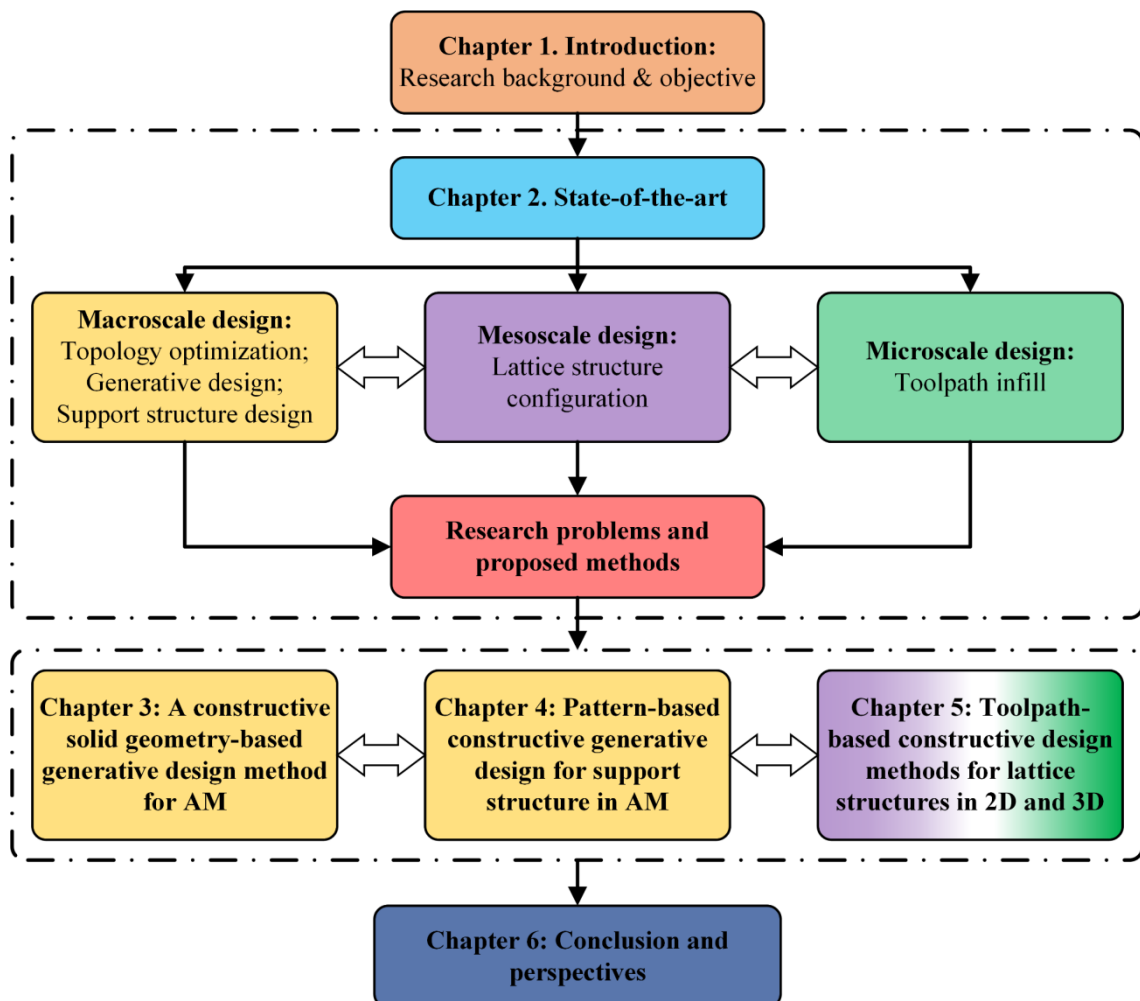 Chapter 1. Introduction:
Research background & objective
Chapter 2. State-of-the-art
Macroscale design:
Topology optimization;
Generative design;
Support structure design
Mesoscale design:
Lattice structure
configuration
Microscale design:
Toolpath infill
Research problems and
proposed methods
Chapter 3: A constructive
solid geometry-based
generative design method
for AM
Chapter 4: Pattern-based
constructive generative
design for support
structure in AM
Chapter 5: Toolpath-
based constructive design
methods for lattice
structures in 2D and 3D
Chapter 6: Conclusion and
perspectives